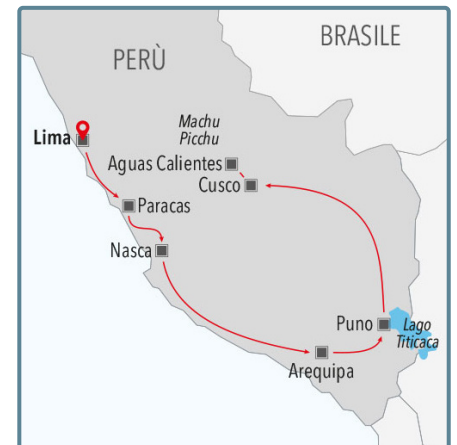 BRASILE
PERÙ
Machu
Picchu
Lima
Aguas Calientes
Cusco
Paracas
Nasca
Puno
Lago
Titicaca
Arequipa